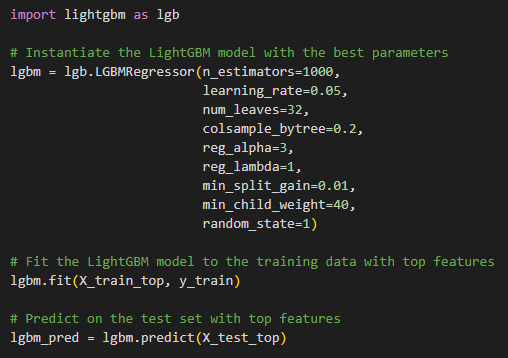 import lightgbm as lgb
# Instantiate the LightGBM model with the best parameters
lgbm = lgb.LGBMRegressor(n_estimators=1000,
                         learning_rate=0.05,
                         num_leaves=32,
                         colsample_bytree=0.2,
                         reg_alpha=3,
                         reg_lambda=1,
                         min_split_gain=0.01,
                         min_child_weight=40,
                         random_state=1)
# Fit the LightGBM model to the training data with top features
lgbm.fit(X_train_top, y_train)
# Predict on the test set with top features
lgbm_pred = lgbm.predict(X_test_top)